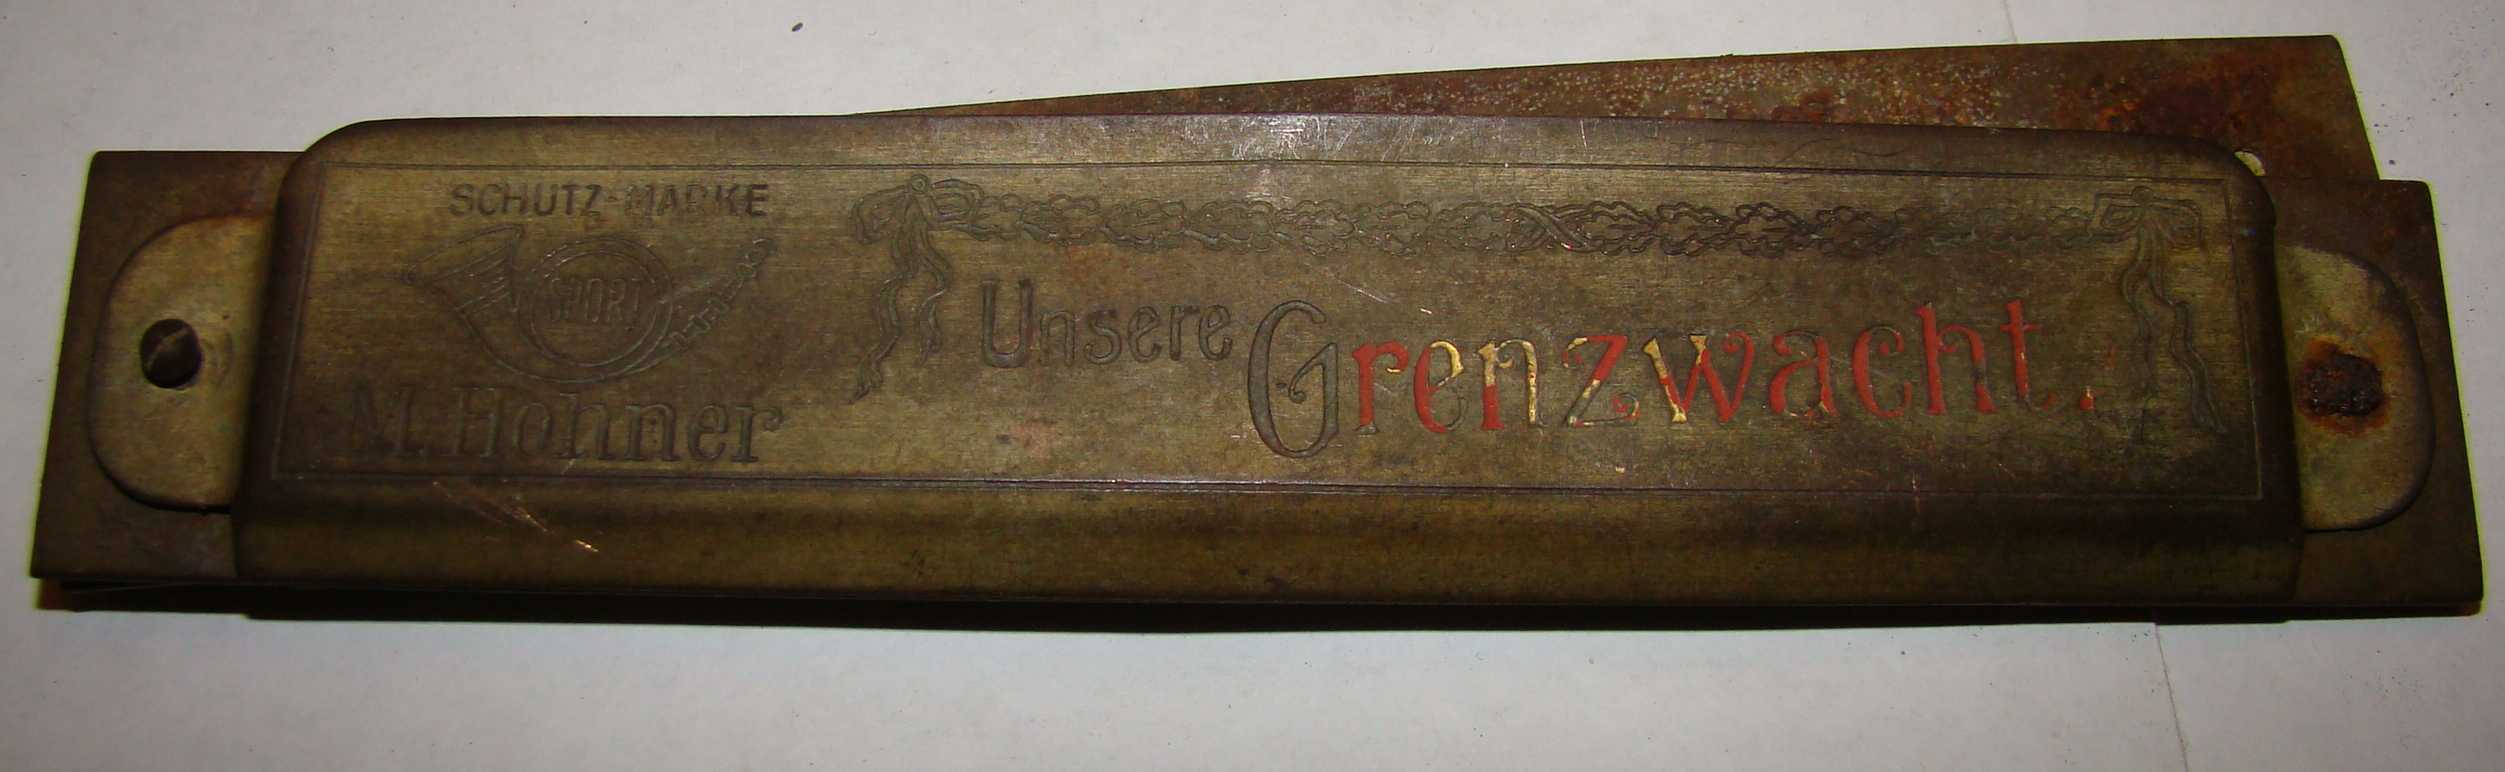 SCHUTZ-MARKE
SPORT
M. Hohner
Unsere Grenzwacht.